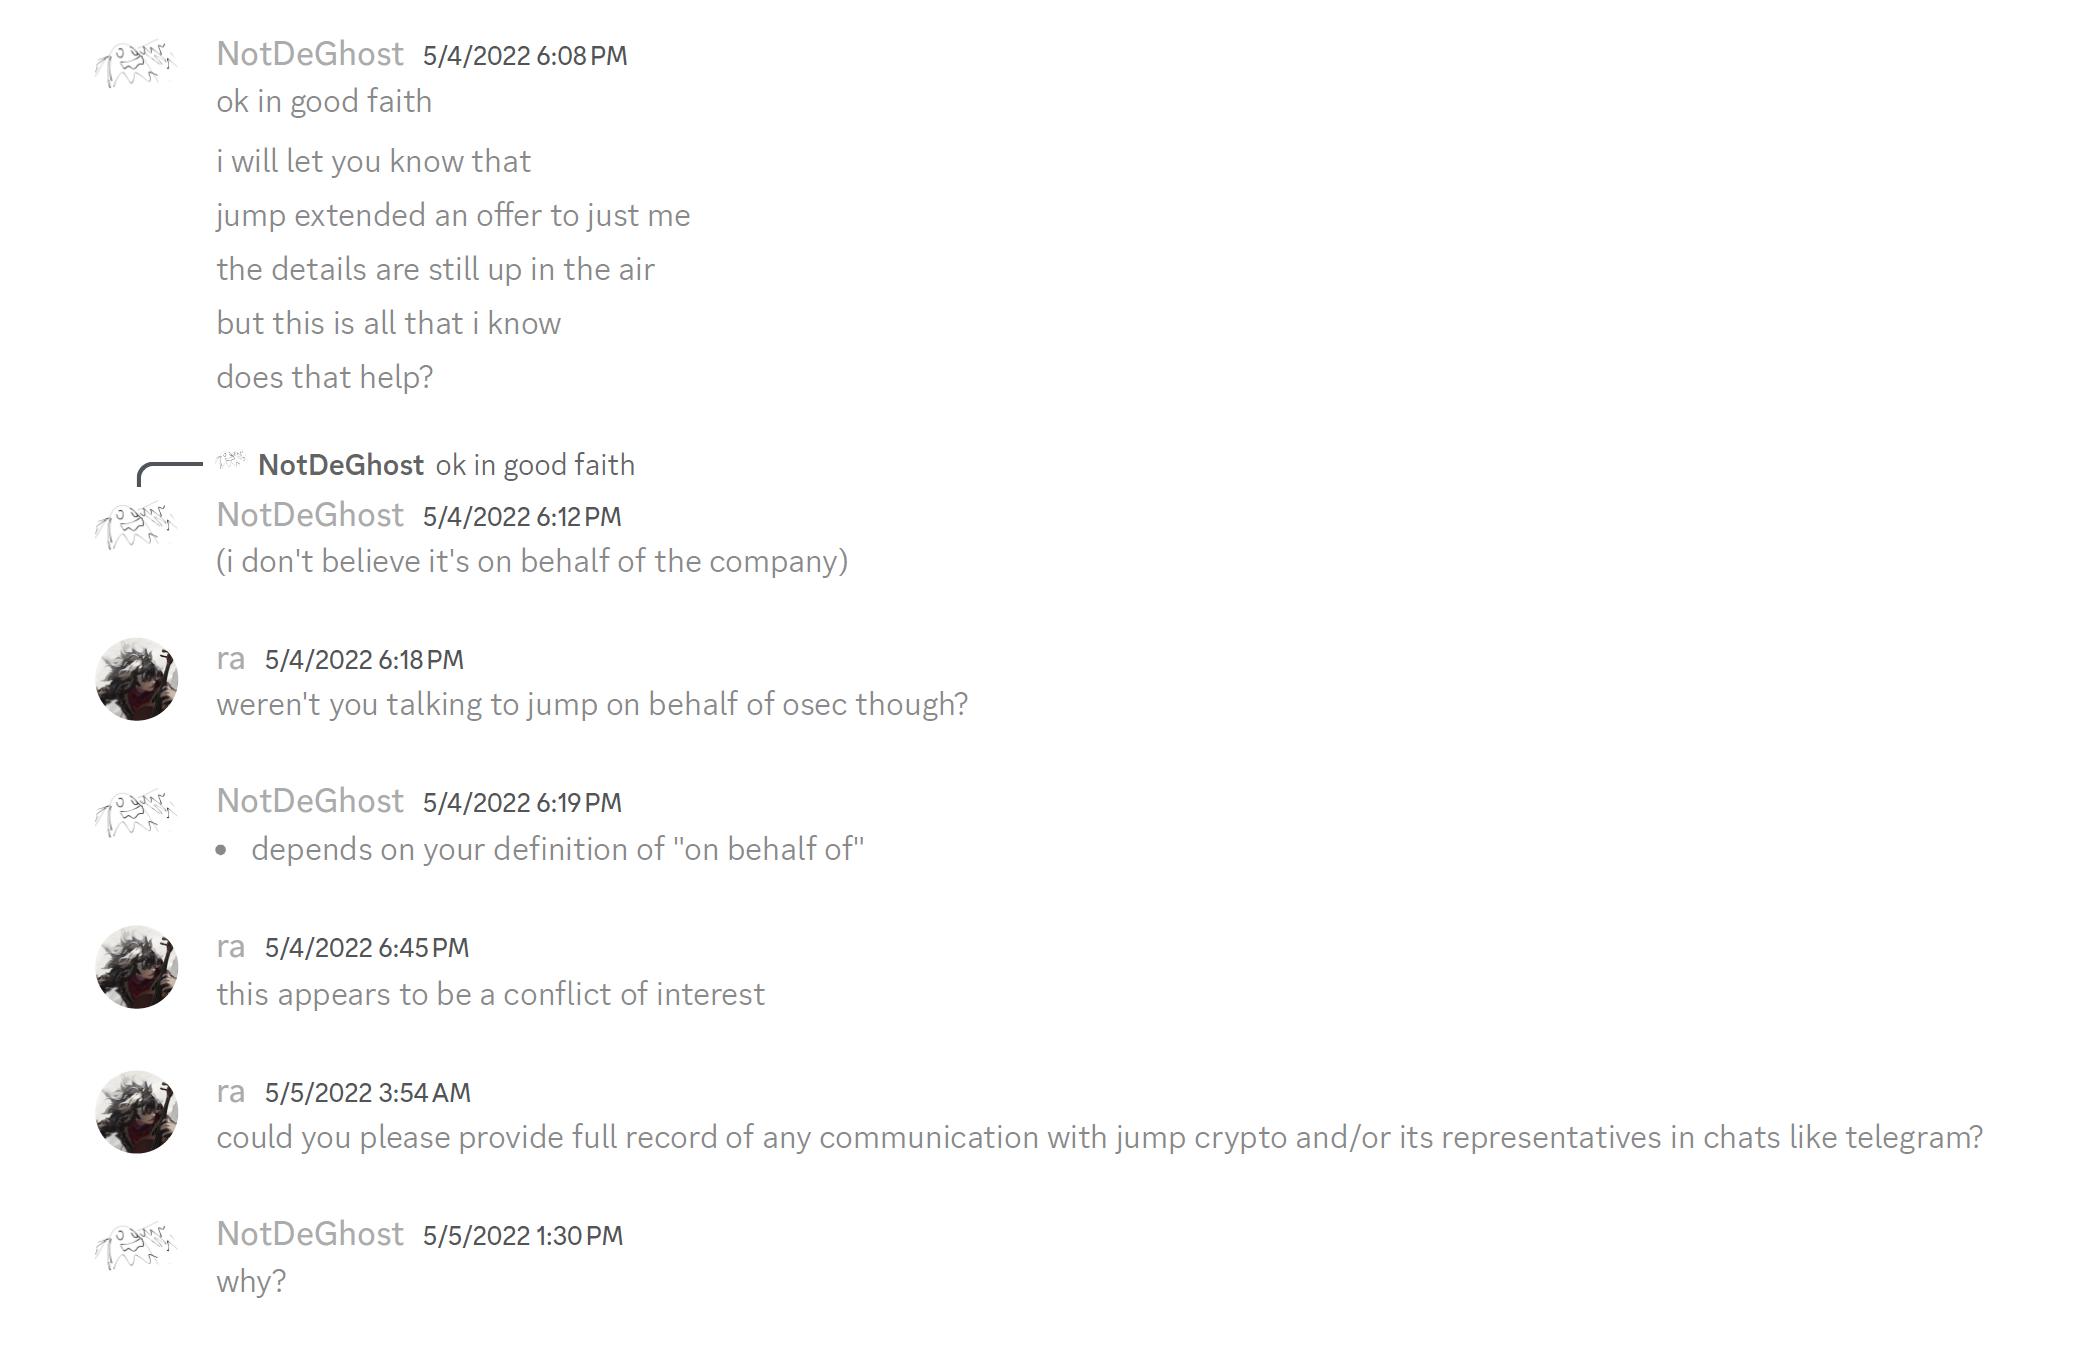 NotDeGhost 5/4/2022 6:08 PM
ok in good faith
i will let you know that
jump extended an offer to just me
the details are still up in the air
but this is all that i know
does that help?
NotDeGhost ok in good faith
NotDeGhost 5/4/2022 6:12 PM
(i don't believe it's on behalf of the company)
ra 5/4/2022 6:18 PM
weren't you talking to jump on behalf of osec though?
NotDeGhost 5/4/2022 6:19 PM
• depends on your definition of "on behalf of"
ra 5/4/2022 6:45 PM
this appears to be a conflict of interest
ra 5/5/2022 3:54 AM
could you please provide full record of any communication with jump crypto and/or its representatives in chats like telegram?
NotDeGhost 5/5/2022 1:30 PM
why?